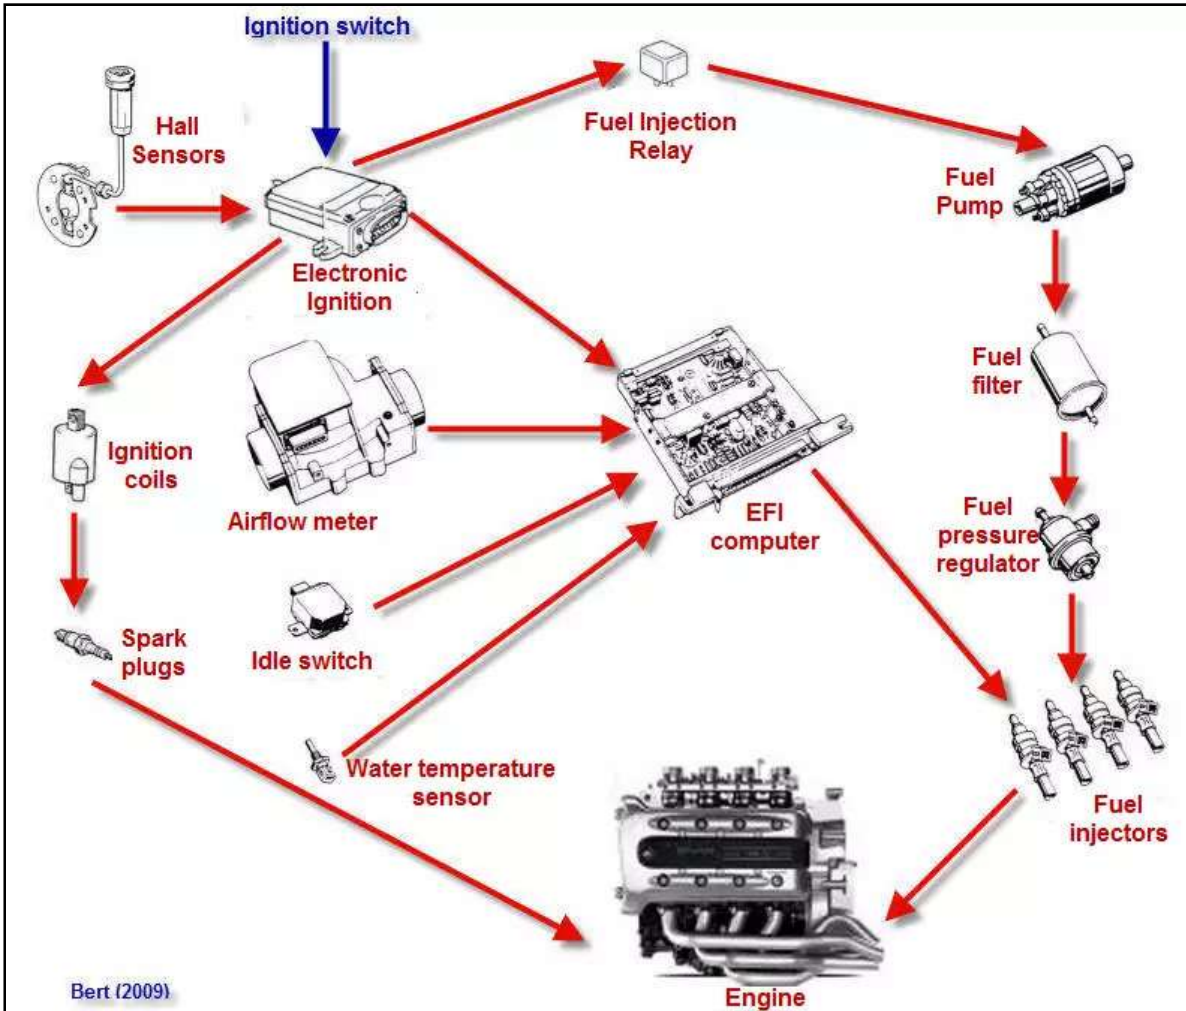 Ignition switch
Hall
Sensors
Fuel Injection
Relay
Fuel
Pump
Electronic
Ignition
Fuel
filter
Ignition
coils
Airflow meter
EFI
computer
Fuel
pressure
regulator
Spark
plugs
Idle switch
Water temperature
sensor
Fuel
injectors
Engine
Bert (2009)